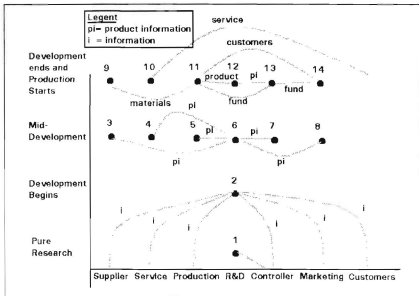 service
Legent
pi– product information
i = information
customers
Development
ends and
Production
Starts
9 10 11 12 13 14
product pi
fund
fund
materials
pi
Mid-
Development
3 4 5 6 7 8
pi pi
pi pi
Development
Begins
2
i i i i i i
Pure
Research
1
Supplier Service Production R&D Controller Marketing Customers